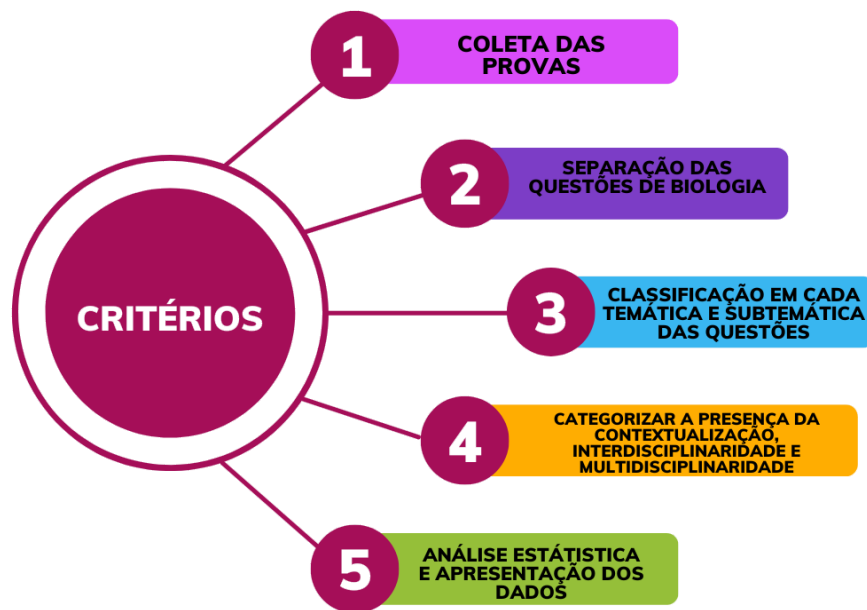 CRITÉRIOS
1
COLETA DAS
PROVAS
2
SEPARAÇÃO DAS
QUESTÕES DE BIOLOGIA
3
CLASSIFICAÇÃO EM CADA
TEMÁTICA E SUBTEMÁTICA
DAS QUESTÕES
4
CATEGORIZAR A PRESENÇA DA
CONTEXTUALIZAÇÃO,
INTERDISCIPLINARIDADE E
MULTIDISCIPLINARIDADE
5
ANÁLISE ESTÁTISTICA
E APRESENTAÇÃO DOS
DADOS